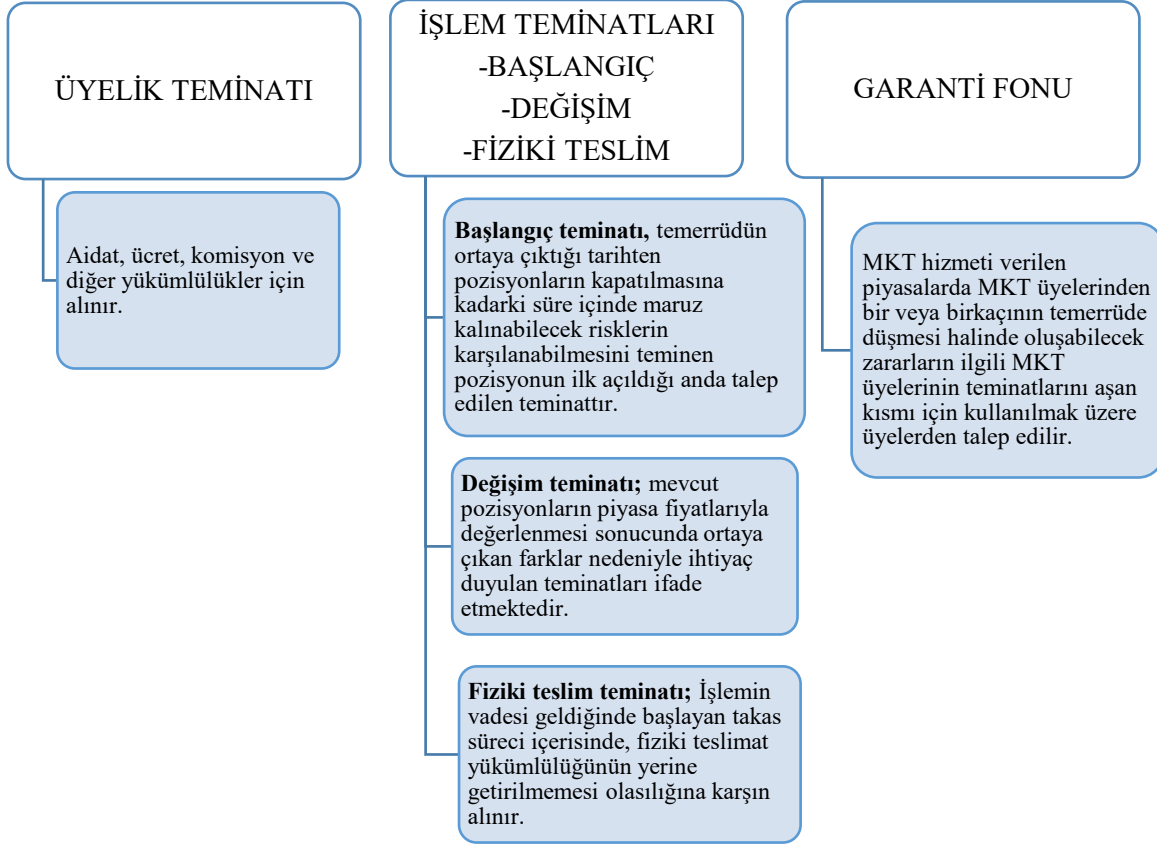 ÜYELİK TEMİNATI
Aidat, ücret, komisyon ve
diğer yükümlülükler için
alınır.
İŞLEM TEMİNATLARI
-BAŞLANGIÇ
-DEĞİŞİM
-FİZİKİ TESLİM
Başlangıç teminatı, temerrüdün
ortaya çıktığı tarihten
pozisyonların kapatılmasına
kadarki süre içinde maruz
kalınabilecek risklerin
karşılanabilmesini teminen
pozisyonun ilk açıldığı anda talep
edilen teminattır.
Değişim teminatı; mevcut
pozisyonların piyasa fiyatlarıyla
değerlenmesi sonucunda ortaya
çıkan farklar nedeniyle ihtiyaç
duyulan teminatları ifade
etmektedir.
Fiziki teslim teminatı; İşlemin
vadesi geldiğinde başlayan takas
süreci içerisinde, fiziki teslimat
yükümlülüğünün yerine
getirilmemesi olasılığına karşın
alınır.
GARANTİ FONU
MKT hizmeti verilen
piyasalarda MKT üyelerinden
bir veya birkaçının temerrüde
düşmesi halinde oluşabilecek
zararların ilgili MKT
üyelerinin teminatlarını aşan
kısmı için kullanılmak üzere
üyelerden talep edilir.